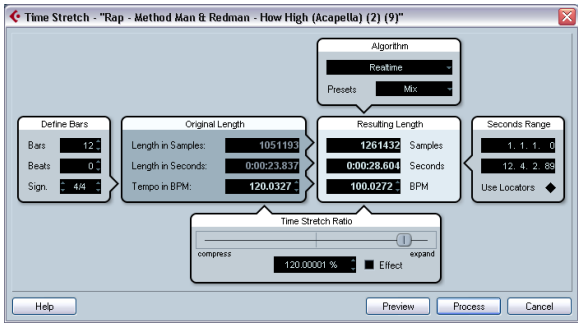 Time Stretch - "Rap - Method Man & Redman - How High (Acapella) (2) (9)"
Algorithm
Realtime
Presets Mix
Define Bars
Bars 12
Beats 0
Sign. 4/4
Original Length
Length in Samples: 1051193
Length in Seconds: 0:00:23.837
Tempo in BPM: 120.0327
Resulting Length
1261432 Samples
0:00:28.604 Seconds
100.0272 BPM
Seconds Range
1. 1. 1. 0
12. 4. 2. 89
Use Locators
Time Stretch Ratio
compress expand
120.00001 % Effect
Help Preview Process Cancel